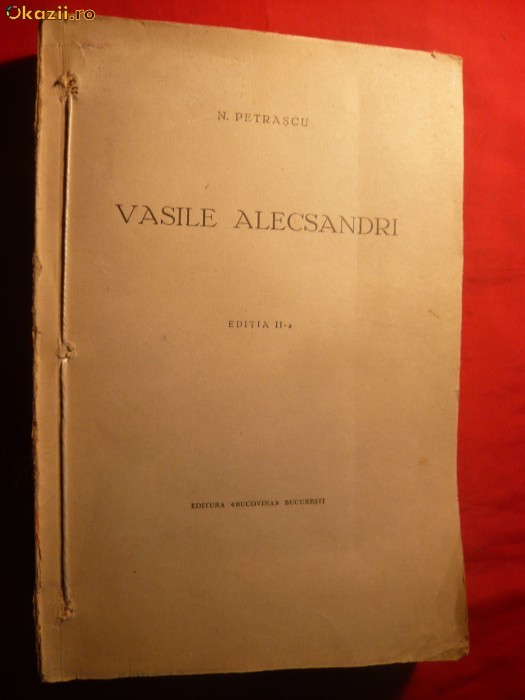 Okazii.ro
N. PETRAȘCU
VASILE ALECSANDRI
EDIȚIA II-a
EDITURA «BUCOVINA» BUCUREȘTI